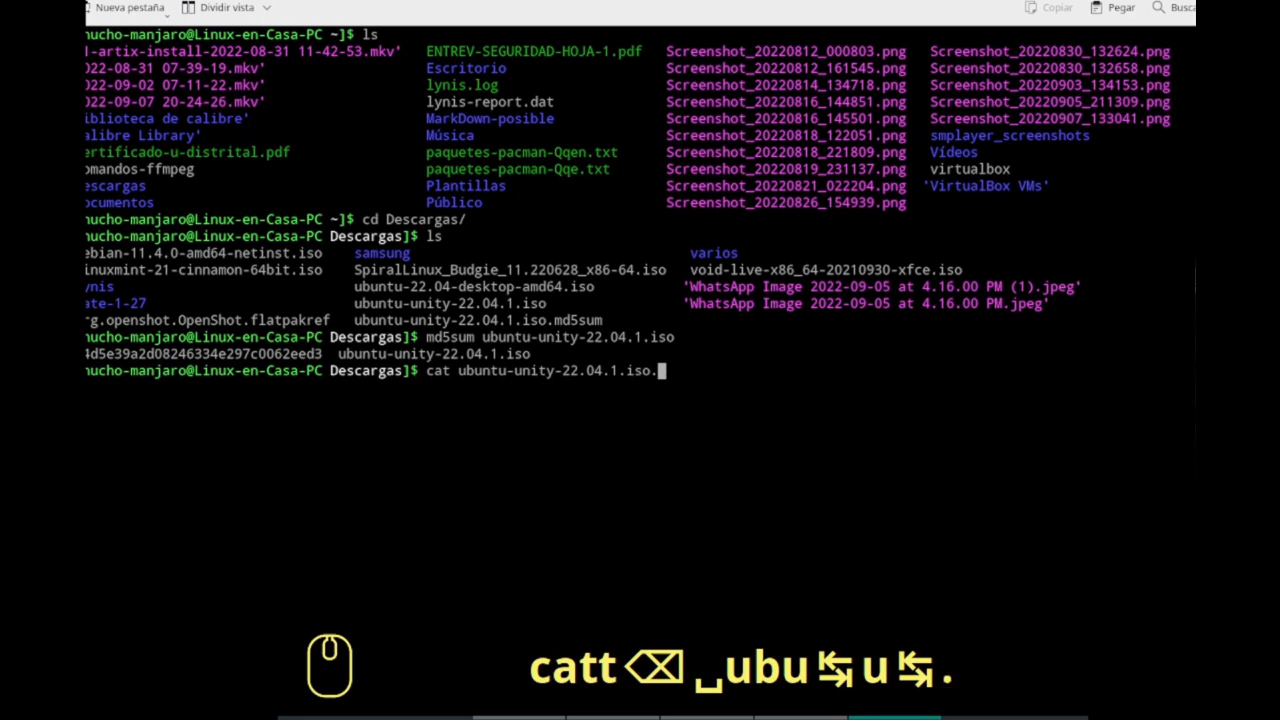 Nueva pestaña Dividir vista Copiar Pegar Busca
ucho-manjaro@Linux-en-Casa-PC ~]$ ls
l-artix-install-2022-08-31 11-42-53.mkv' ENTREV-SEGURIDAD-HOJA-1.pdf Screenshot_20220812_000803.png Screenshot_20220830_132624.png
022-08-31 07-39-19.mkv' Escritorio Screenshot_20220812_161545.png Screenshot_20220830_132658.png
022-09-02 07-11-22.mkv' lynis.log Screenshot_20220814_134718.png Screenshot_20220903_134153.png
022-09-07 20-24-26.mkv' lynis-report.dat Screenshot_20220816_144851.png Screenshot_20220905_211309.png
iblioteca de calibre' MarkDown-posible Screenshot_20220816_145501.png Screenshot_20220907_133041.png
alibre Library' Música Screenshot_20220818_122051.png smplayer_screenshots
ertificado-u-distrital.pdf paquetes-pacman-Qqen.txt Screenshot_20220818_221809.png Vídeos
omandos-ffmpeg paquetes-pacman-Qqe.txt Screenshot_20220819_231137.png virtualbox
escargas Plantillas Screenshot_20220821_022204.png 'VirtualBox VMs'
ocumentos Público Screenshot_20220826_154939.png
ucho-manjaro@Linux-en-Casa-PC ~]$ cd Descargas/
ucho-manjaro@Linux-en-Casa-PC Descargas]$ ls
ebian-11.4.0-amd64-netinst.iso samsung varios
inuxmint-21-cinnamon-64bit.iso SpiralLinux_Budgie_11.220628_x86-64.iso void-live-x86_64-20210930-xfce.iso
ynis ubuntu-22.04-desktop-amd64.iso 'WhatsApp Image 2022-09-05 at 4.16.00 PM (1).jpeg'
ate-1-27 ubuntu-unity-22.04.1.iso 'WhatsApp Image 2022-09-05 at 4.16.00 PM.jpeg'
rg.openshot.OpenShot.flatpakref ubuntu-unity-22.04.1.iso.md5sum
ucho-manjaro@Linux-en-Casa-PC Descargas]$ md5sum ubuntu-unity-22.04.1.iso
4d5e39a2d08246334e297c0062eed3 ubuntu-unity-22.04.1.iso
ucho-manjaro@Linux-en-Casa-PC Descargas]$ cat ubuntu-unity-22.04.1.iso.
catt⌫␣ubu↹u↹.